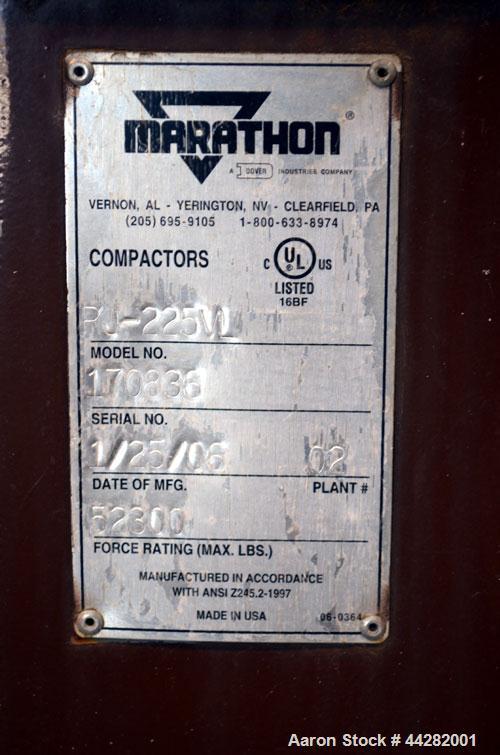 MARATHON ®
A DOVER INDUSTRIES COMPANY
VERNON, AL - YERINGTON, NV - CLEARFIELD, PA
(205) 695-9105 1-800-633-8974
COMPACTORS
C UL ® US
LISTED
16BF
RJ-225VL
MODEL NO.
170836
SERIAL NO.
1/25/06 02
DATE OF MFG. PLANT #
52300
FORCE RATING (MAX. LBS.)
MANUFACTURED IN ACCORDANCE
WITH ANSI Z245.2-1997
MADE IN USA 06-0364
Aaron Stock # 44282001